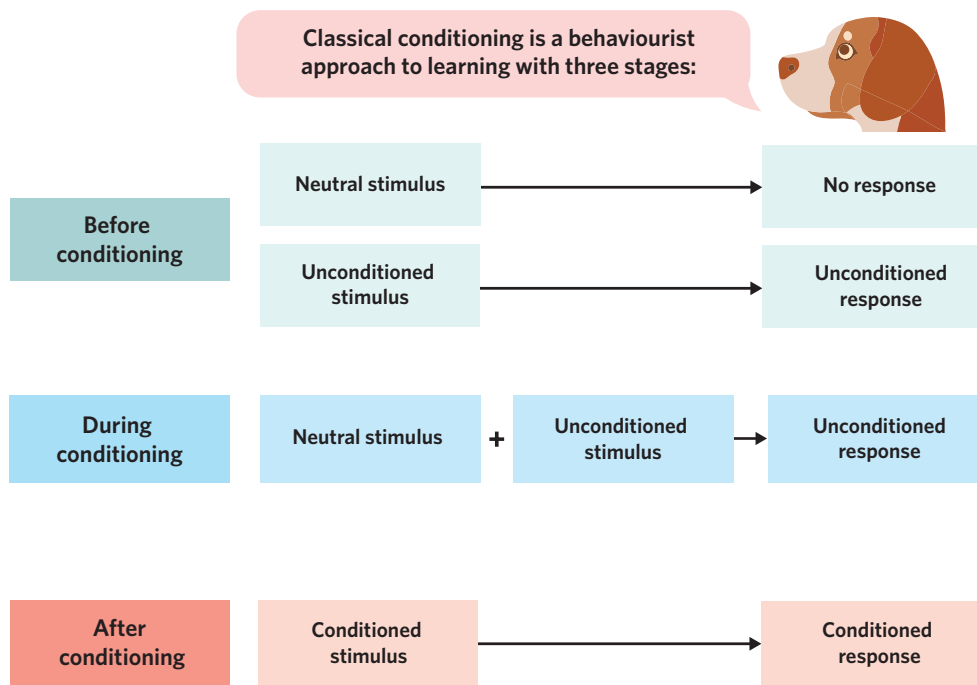 Classical conditioning is a behaviourist
approach to learning with three stages:
Before
conditioning
Neutral stimulus
No response
Unconditioned
stimulus
Unconditioned
response
During
conditioning
Neutral stimulus
+
Unconditioned
stimulus
Unconditioned
response
After
conditioning
Conditioned
stimulus
Conditioned
response